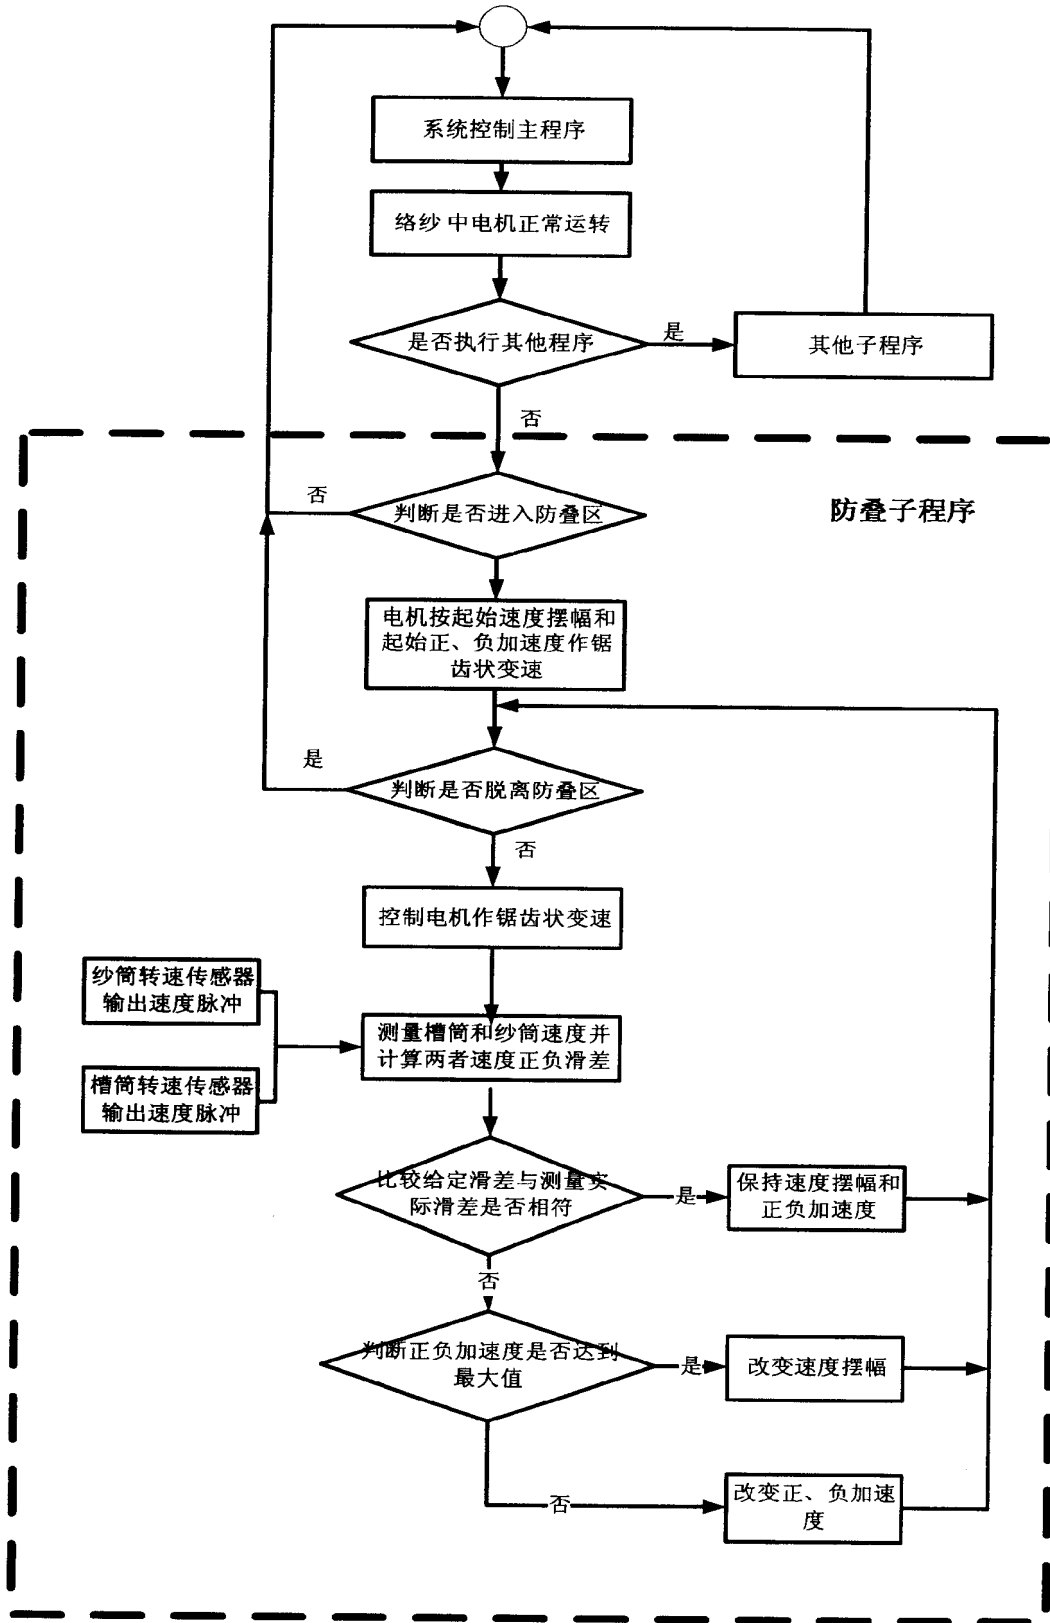 系统控制主程序
络纱中电机正常运转
是否执行其他程序
是
其他子程序
否
判断是否进入防叠区
否
防叠子程序
电机按起始速度摆幅和
起始正、负加速度作锯
齿状变速
是
判断是否脱离防叠区
否
控制电机作锯齿状变速
纱筒转速传感器
输出速度脉冲
测量槽筒和纱筒速度并
计算两者速度正负滑差
槽筒转速传感器
输出速度脉冲
比较给定滑差与测量实
际滑差是否相符
是
保持速度摆幅和
正负加速度
否
判断正负加速度是否达到
最大值
是
改变速度摆幅
否
改变正、负加速
度